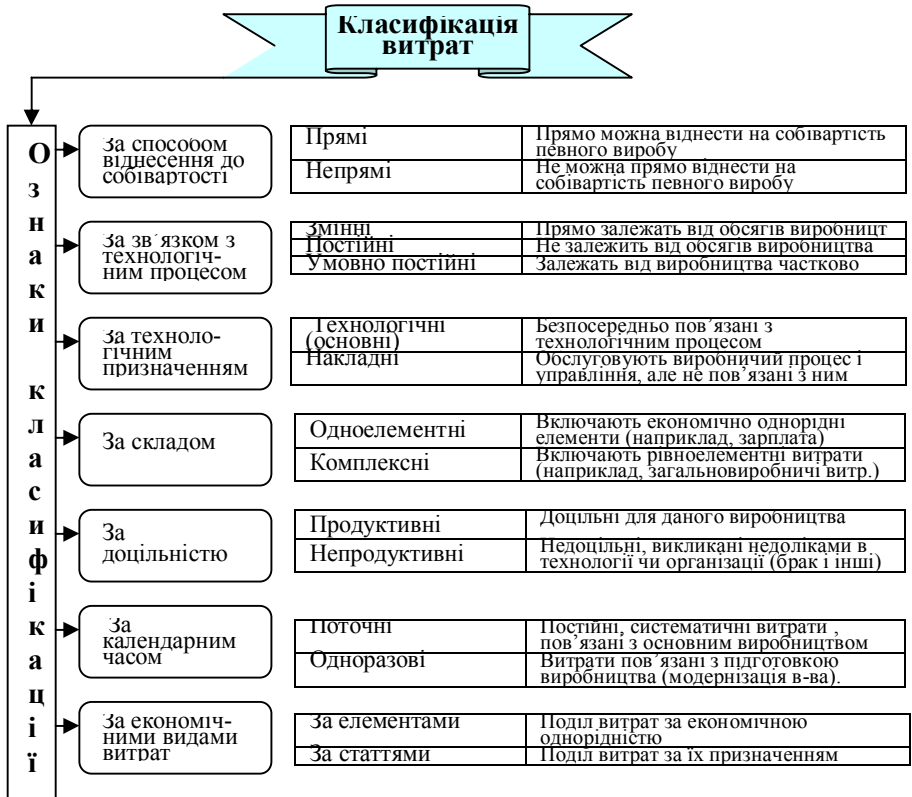 Класифікація
витрат
Ознаки класифікації
За способом
віднесення до
собівартості
Прямі
Прямо можна віднести на собівартість
певного виробу
Непрямі
Не можна прямо віднести на
собівартість певного виробу
За зв´язком з
технологіч-
ним процесом
Змінні
Прямо залежать від обсягів виробницт
Постійні
Не залежить від обсягів виробництва
Умовно постійні
Залежать від виробництва частково
За техноло-
гічним
призначенням
Технологічні
(основні)
Безпосередньо пов’язані з
технологічним процесом
Накладні
Обслуговують виробничий процес і
управління, але не пов’язані з ним
За складом
Одноелементні
Включають економічно однорідні
елементи (наприклад, зарплата)
Комплексні
Включають рівноелементні витрати
(наприклад, загальновиробничі витр.)
За
доцільністю
Продуктивні
Доцільні для даного виробництва
Непродуктивні
Недоцільні, викликані недоліками в
технології чи організації (брак і інші)
За
календарним
часом
Поточні
Постійні, систематичні витрати ,
пов’язані з основним виробництвом
Одноразові
Витрати пов’язані з підготовкою
виробництва (модернізація в-ва).
За економіч-
ними видами
витрат
За елементами
Поділ витрат за економічною
однорідністю
За статтями
Поділ витрат за їх призначенням